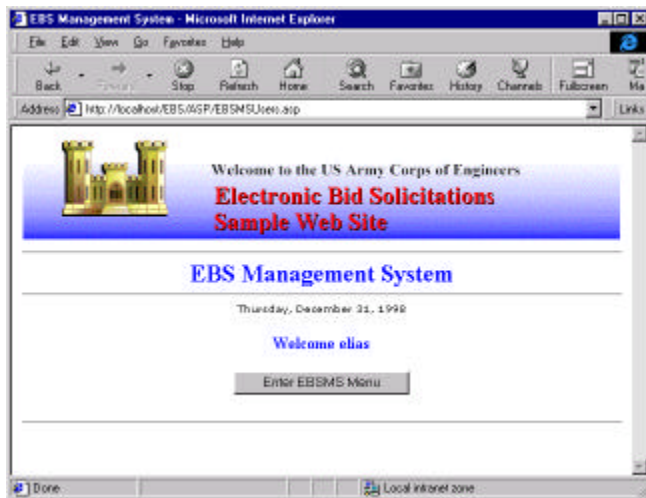 EBS Management System - Microsoft Internet Explorer
File Edit View Go Favorites Help
Back Forward Stop Refresh Home Search Favorites History Channels Fullscreen Ma
Address http://localhost/EBS/ASP/EBSMSUsers.asp Links
Welcome to the US Army Corps of Engineers
Electronic Bid Solicitations
Sample Web Site
EBS Management System
Thursday, December 31, 1998
Welcome elias
Enter EBSMS Menu
Done Local intranet zone